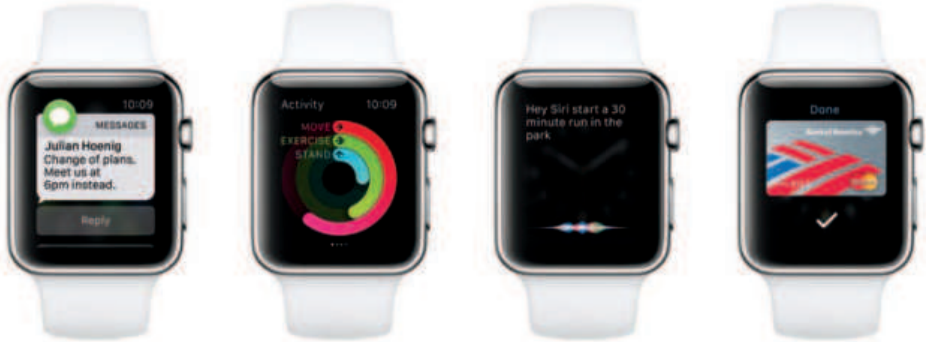 10:09
MESSAGES
Julian Hoenig
Change of plans.
Meet us at
6pm instead.
Reply
Activity 10:09
MOVE
EXERCISE
STAND
Hey Siri start a 30
minute run in the
park
Done